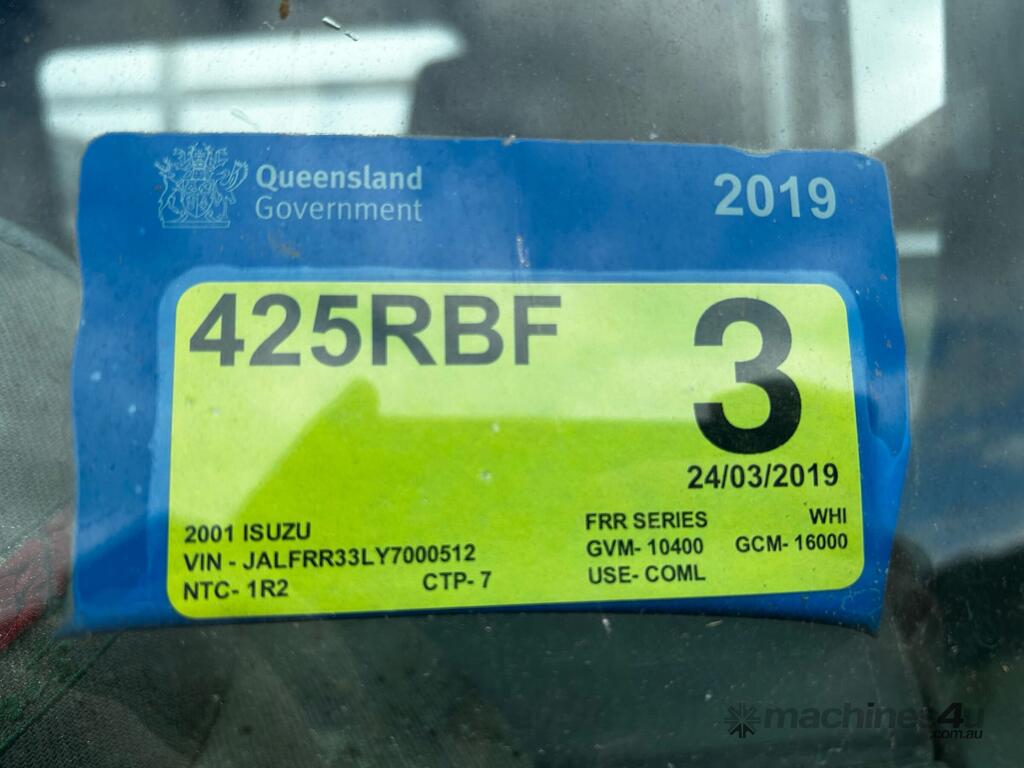 Queensland
Government
2019
425RBF
3
24/03/2019
2001 ISUZU
VIN - JALFRR33LY7000512
NTC- 1R2 CTP- 7
FRR SERIES WHI
GVM- 10400 GCM- 16000
USE- COML
machines4u
.com.au